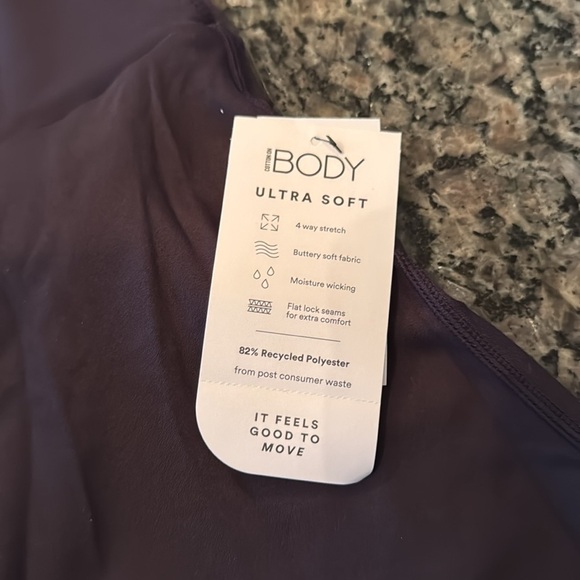 COTTON ON
BODY
ULTRA SOFT
4 way stretch
Buttery soft fabric
Moisture wicking
Flat lock seams
for extra comfort
82% Recycled Polyester
from post consumer waste
IT FEELS
GOOD TO
MOVE